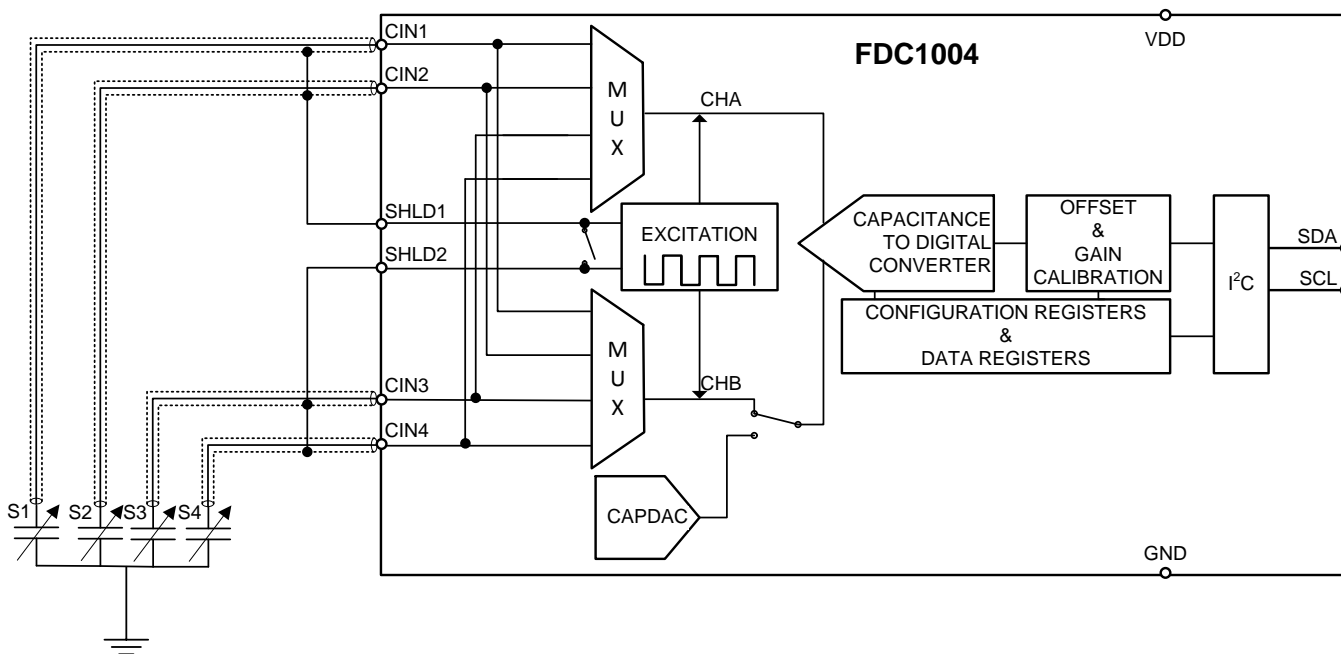 CIN1
VDD
FDC1004
CIN2
M
U
X
CHA
SHLD1
EXCITATION
CAPACITANCE
TO DIGITAL
CONVERTER
OFFSET
&
GAIN
CALIBRATION
I²C
SDA
SCL
SHLD2
CONFIGURATION REGISTERS
&
DATA REGISTERS
M
U
X
CIN3
CHB
CIN4
CAPDAC
S1
S2
S3
S4
GND